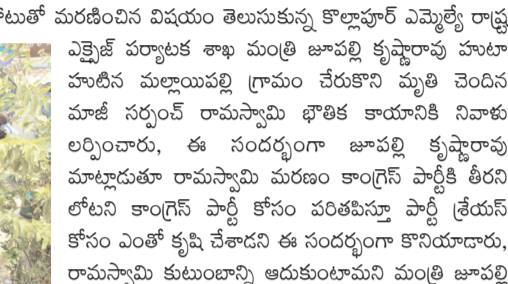 టుతో మరణించిన విషయం తెలుసుకున్న కొల్లాపూర్ ఎమ్మెల్యే రాష్ట్ర
ఎక్సైజ్ పర్యాటక శాఖ మంత్రి జూపల్లి కృష్ణారావు హుటా
హుటిన మల్లాయిపల్లి గ్రామం చేరుకొని మృతి చెందిన
మాజీ సర్పంచ్ రామస్వామి భౌతిక కాయానికి నివాళు
లర్పించారు, ఈ సందర్భంగా జూపల్లి కృష్ణారావు
మాట్లాడుతూ రామస్వామి మరణం కాంగ్రెస్ పార్టీకి తీరని
లోటని కాంగ్రెస్ పార్టీ కోసం పరితపిస్తూ పార్టీ శ్రేయస్
కోసం ఎంతో కృషి చేశాడని ఈ సందర్భంగా కొనియాడారు,
రామస్వామి కుటుంబాన్ని ఆదుకుంటామని మంత్రి జూపల్లి